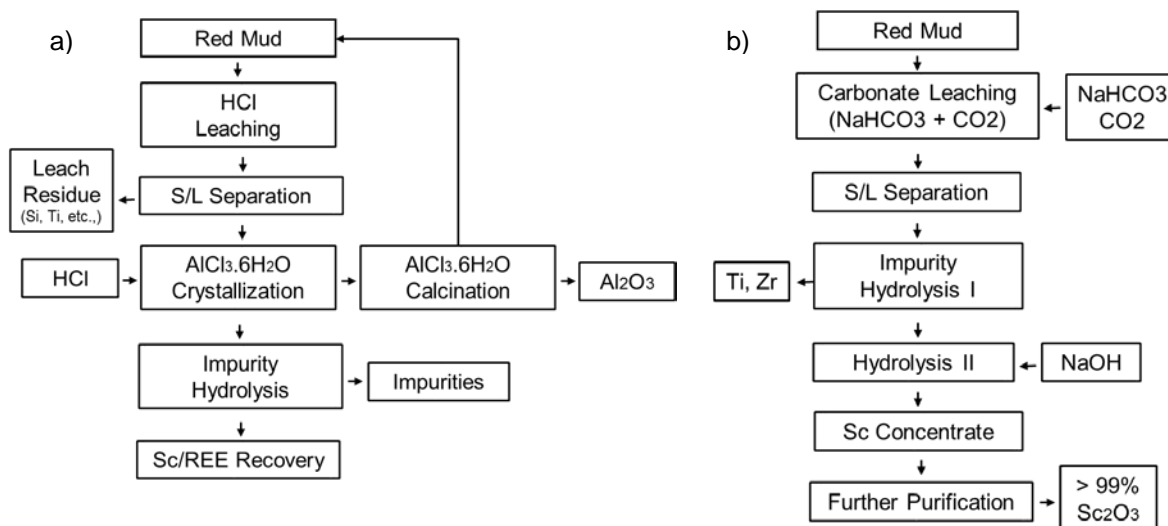 a)
Red Mud
HCl
Leaching
Leach
Residue
(Si, Ti, etc.,)
S/L Separation
HCl
AlCl3.6H2O
Crystallization
AlCl3.6H2O
Calcination
Al2O3
Impurity
Hydrolysis
Impurities
Sc/REE Recovery
b)
Red Mud
Carbonate Leaching
(NaHCO3 + CO2)
NaHCO3
CO2
S/L Separation
Impurity
Hydrolysis I
Ti, Zr
Hydrolysis II
NaOH
Sc Concentrate
Further Purification
> 99%
Sc2O3